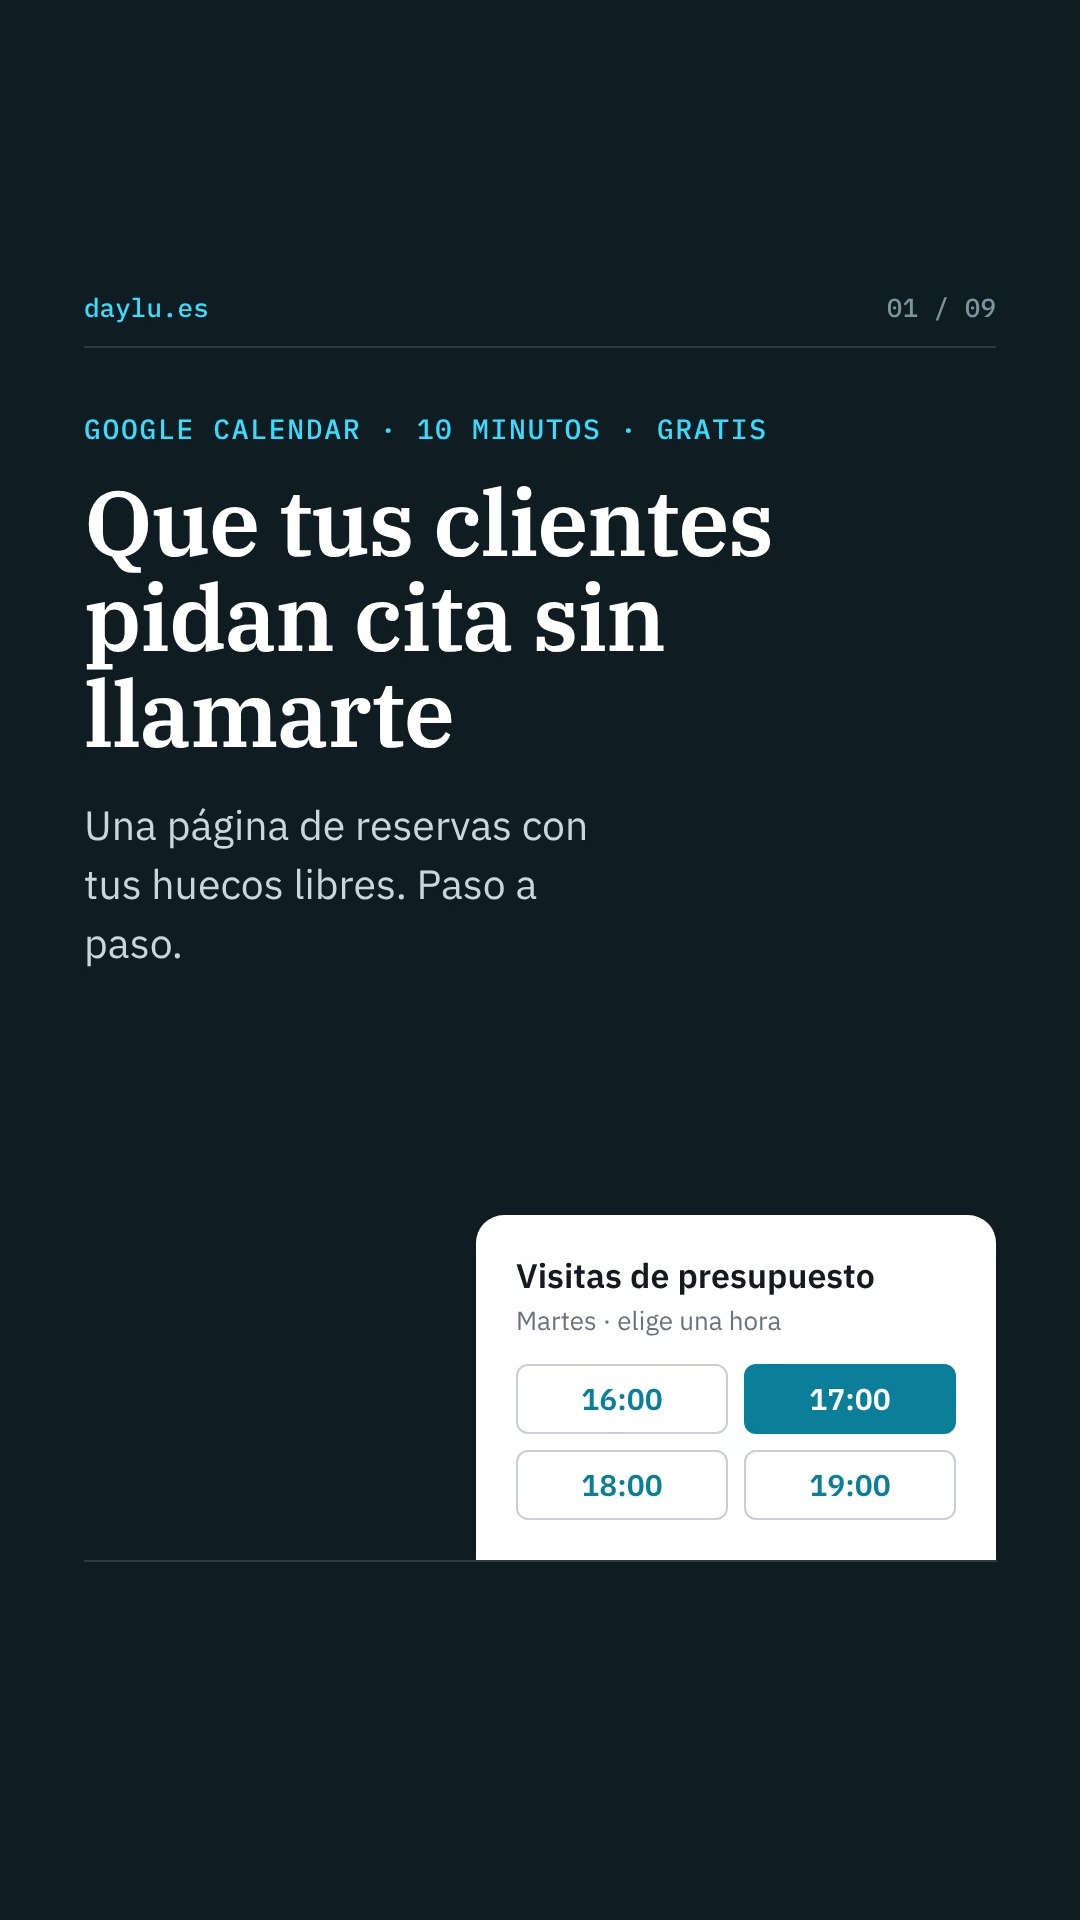 daylu.es
01 / 09
GOOGLE CALENDAR · 10 MINUTOS · GRATIS
Que tus clientes
pidan cita sin
llamarte
Una página de reservas con
tus huecos libres. Paso a
paso.
Visitas de presupuesto
Martes · elige una hora
16:00
17:00
18:00
19:00